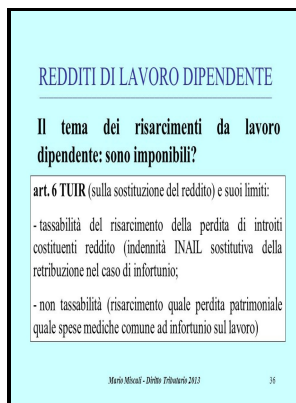 REDDITI DI LAVORO DIPENDENTE
Il tema dei risarcimenti da lavoro
dipendente: sono imponibili?
art. 6 TUIR (sulla sostituzione del reddito) e suoi limiti:
- tassabilità del risarcimento della perdita di introiti
costituenti reddito (indennità INAIL sostitutiva della
retribuzione nel caso di infortunio;
- non tassabilità (risarcimento quale perdita patrimoniale
quale spese mediche comune ad infortunio sul lavoro)
Mario Miscali - Diritto Tributario 2013
36